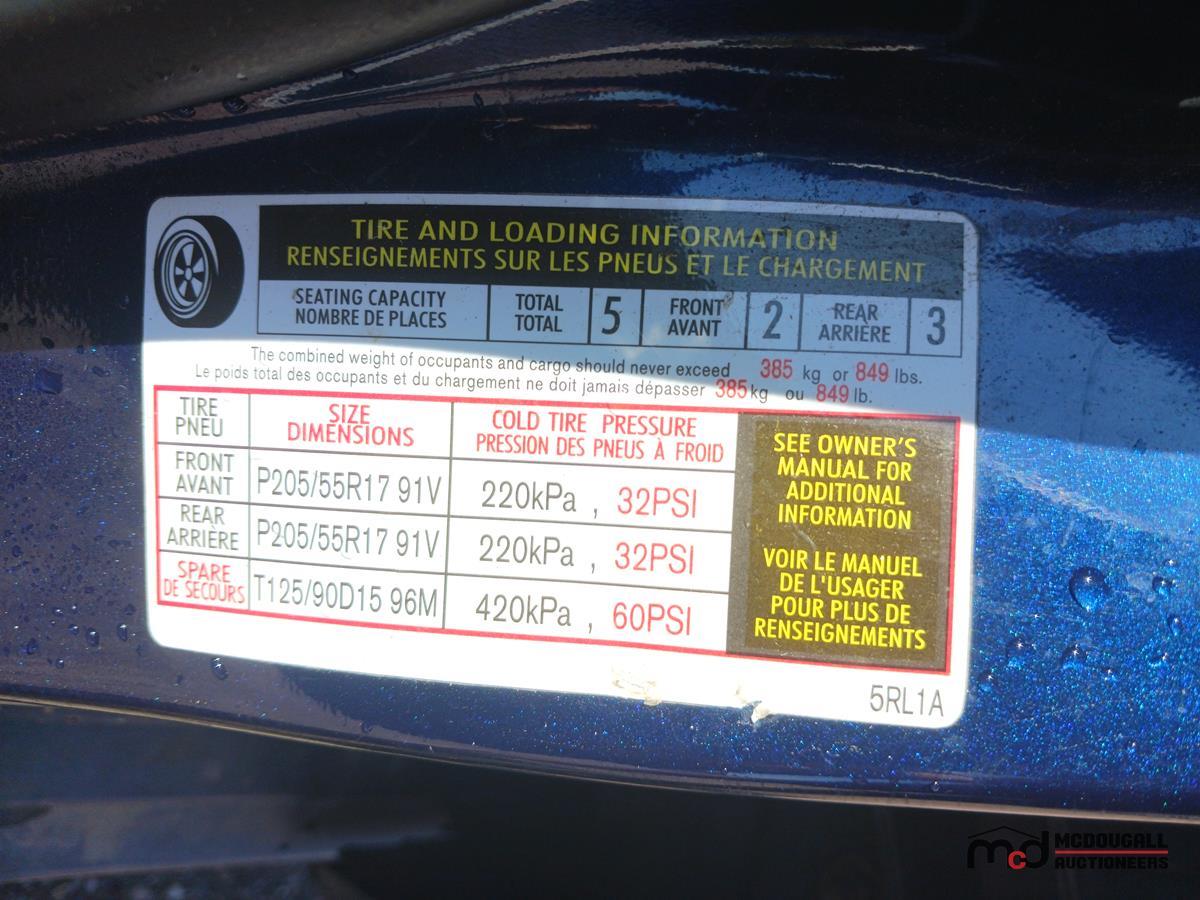 TIRE AND LOADING INFORMATION
RENSEIGNEMENTS SUR LES PNEUS ET LE CHARGEMENT
SEATING CAPACITY
NOMBRE DE PLACES
TOTAL
TOTAL
5
FRONT
AVANT
2
REAR
ARRIÈRE
3
The combined weight of occupants and cargo should never exceed 385 kg or 849 lbs.
Le poids total des occupants et du chargement ne doit jamais dépasser 385 kg ou 849 lb.
TIRE
PNEU
SIZE
DIMENSIONS
COLD TIRE PRESSURE
PRESSION DES PNEUS À FROID
FRONT
AVANT
P205/55R17 91V
220kPa , 32PSI
REAR
ARRIÈRE
P205/55R17 91V
220kPa , 32PSI
SPARE
DE SECOURS
T125/90D15 96M
420kPa , 60PSI
SEE OWNER'S
MANUAL FOR
ADDITIONAL
INFORMATION
VOIR LE MANUEL
DE L'USAGER
POUR PLUS DE
RENSEIGNEMENTS
5RL1A
mcd
MCDOUGALL
AUCTIONEERS